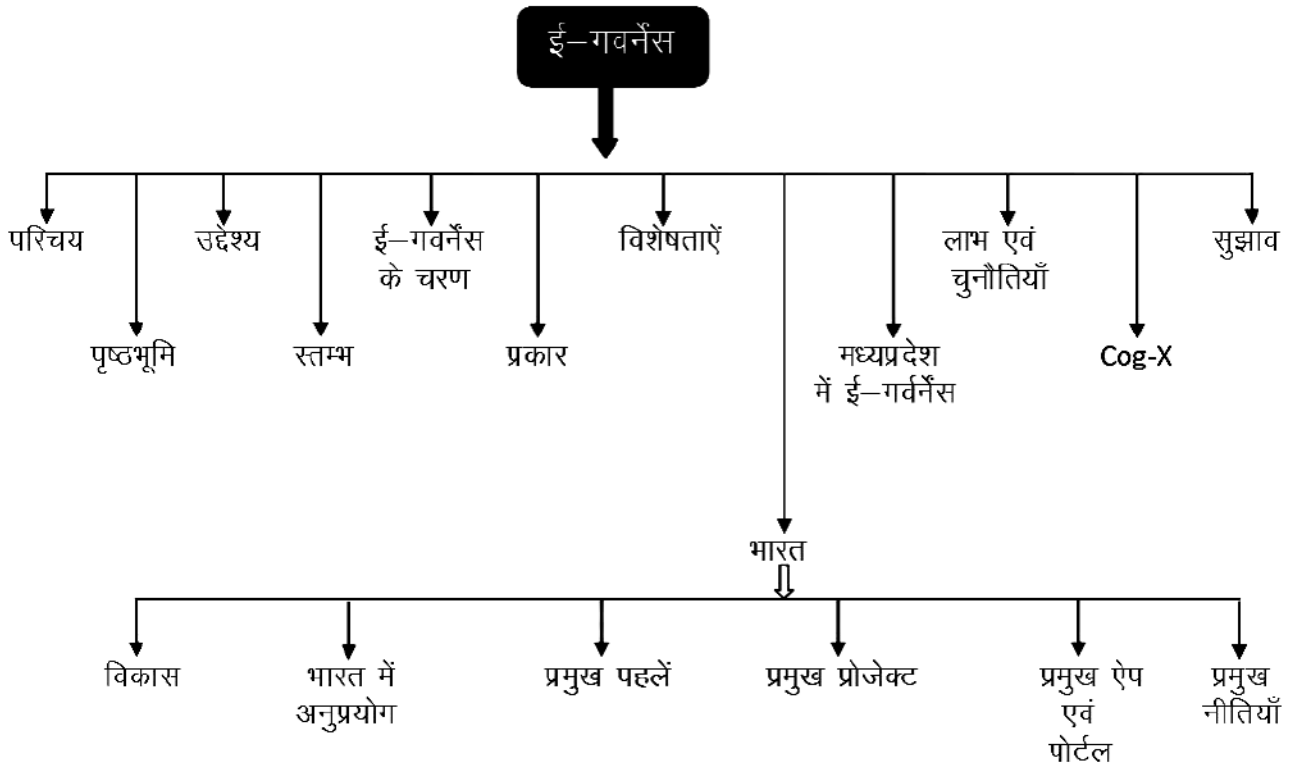 ई–गवर्नेंस
परिचय
उद्देश्य
ई–गवर्नेंस
के चरण
विशेषताऐं
लाभ एवं
चुनौतियाँ
सुझाव
पृष्ठभूमि
स्तम्भ
प्रकार
मध्यप्रदेश
में ई–गर्वर्नेंस
Cog-X
भारत
विकास
भारत में
अनुप्रयोग
प्रमुख पहलें
प्रमुख प्रोजेक्ट
प्रमुख ऐप
एवं
पोर्टल
प्रमुख
नीतियाँ